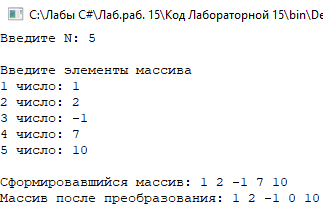 C:\Лабы C#\Лаб.раб. 15\Код Лабораторной 15\bin\De
Введите N: 5
Введите элементы массива
1 число: 1
2 число: 2
3 число: -1
4 число: 7
5 число: 10
Сформировавшийся массив: 1 2 -1 7 10
Массив после преобразования: 1 2 -1 0 10